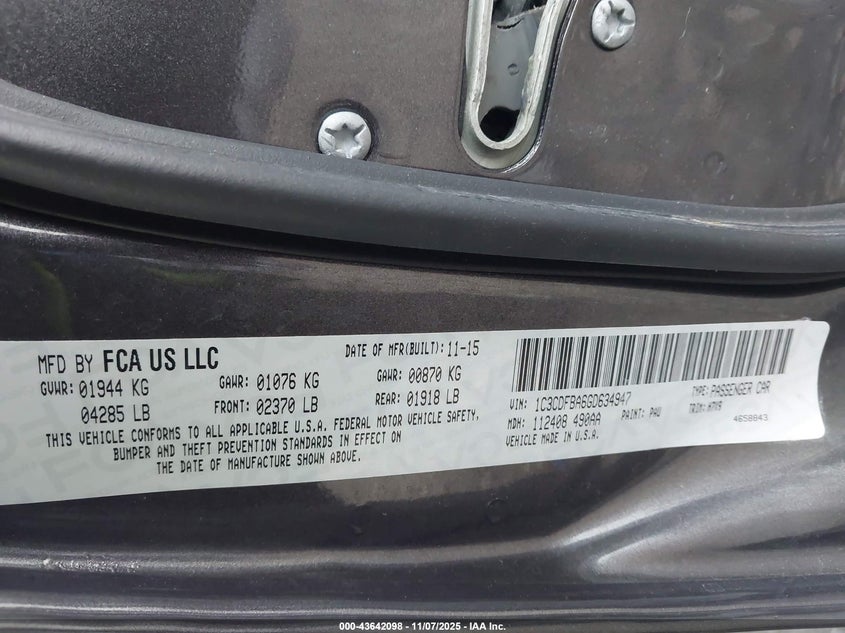 MFD BY FCA US LLC DATE OF MFR(BUILT): 11-15
GVWR: 01944 KG GAWR: 01076 KG GAWR: 00870 KG
04285 LB FRONT: 02370 LB REAR: 01918 LB
THIS VEHICLE CONFORMS TO ALL APPLICABLE U.S.A. FEDERAL MOTOR VEHICLE SAFETY,
BUMPER AND THEFT PREVENTION STANDARDS IN EFFECT ON
THE DATE OF MANUFACTURE SHOWN ABOVE.
VIN: 1C3CDFBA6GD634947 TYPE: PASSENGER CAR
MDH: 112408 490AA PAINT: PAU TRIM: A7X9
VEHICLE MADE IN U.S.A. 4658843
000-43642098 - 11/07/2025 - IAA Inc.